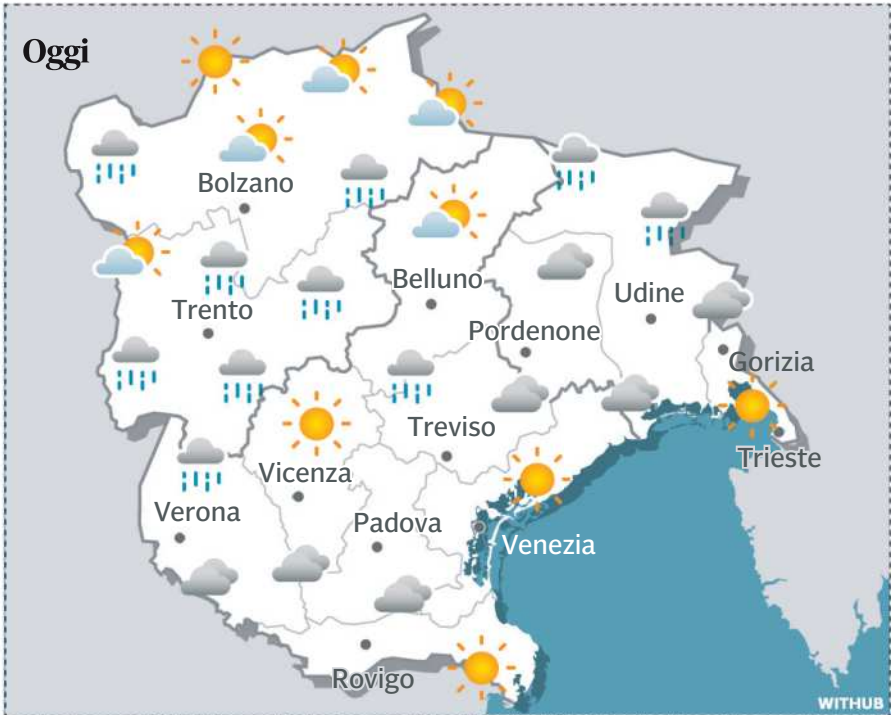 Oggi
Bolzano
Belluno
Udine
Trento
Pordenone
Gorizia
Treviso
Trieste
Vicenza
Verona
Padova
Venezia
Rovigo
WITHUB